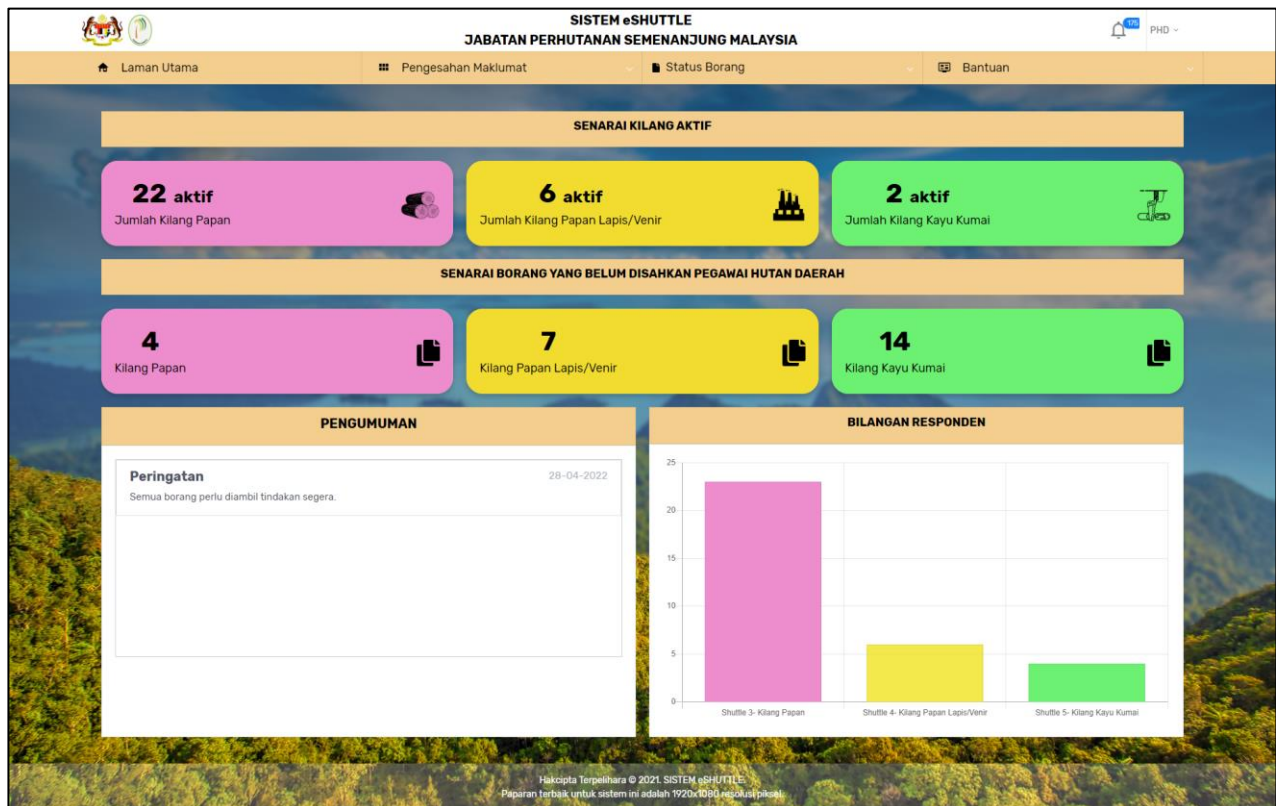 SISTEM eSHUTTLE
JABATAN PERHUTANAN SEMENANJUNG MALAYSIA
175
PHD
Laman Utama
Pengesahan Maklumat
Status Borang
Bantuan
SENARAI KILANG AKTIF
22 aktif
Jumlah Kilang Papan
6 aktif
Jumlah Kilang Papan Lapis/Venir
2 aktif
Jumlah Kilang Kayu Kumai
SENARAI BORANG YANG BELUM DISAHKAN PEGAWAI HUTAN DAERAH
4
Kilang Papan
7
Kilang Papan Lapis/Venir
14
Kilang Kayu Kumai
PENGUMUMAN
Peringatan
28-04-2022
Semua borang perlu diambil tindakan segera.
BILANGAN RESPONDEN
25
20
15
10
5
0
Shuttle 3- Kilang Papan
Shuttle 4- Kilang Papan Lapis/Venir
Shuttle 5- Kilang Kayu Kumai
Hakcipta Terpelihara © 2021. SISTEM eSHUTTLE.
Paparan terbaik untuk sistem ini adalah 1920x1080 resolusi piksel.